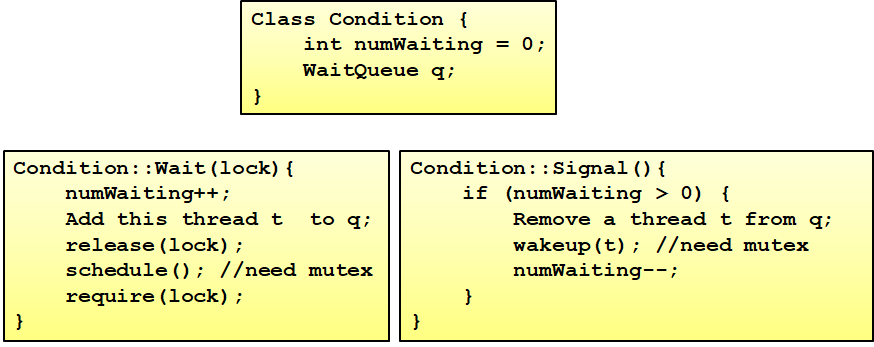 Class Condition {
    int numWaiting = 0;
    WaitQueue q;
}
Condition::Wait(lock){
    numWaiting++;
    Add this thread t  to q;
    release(lock);
    schedule(); //need mutex
    require(lock);
}
Condition::Signal(){
    if (numWaiting > 0) {
        Remove a thread t from q;
        wakeup(t); //need mutex
        numWaiting--;
    }
}